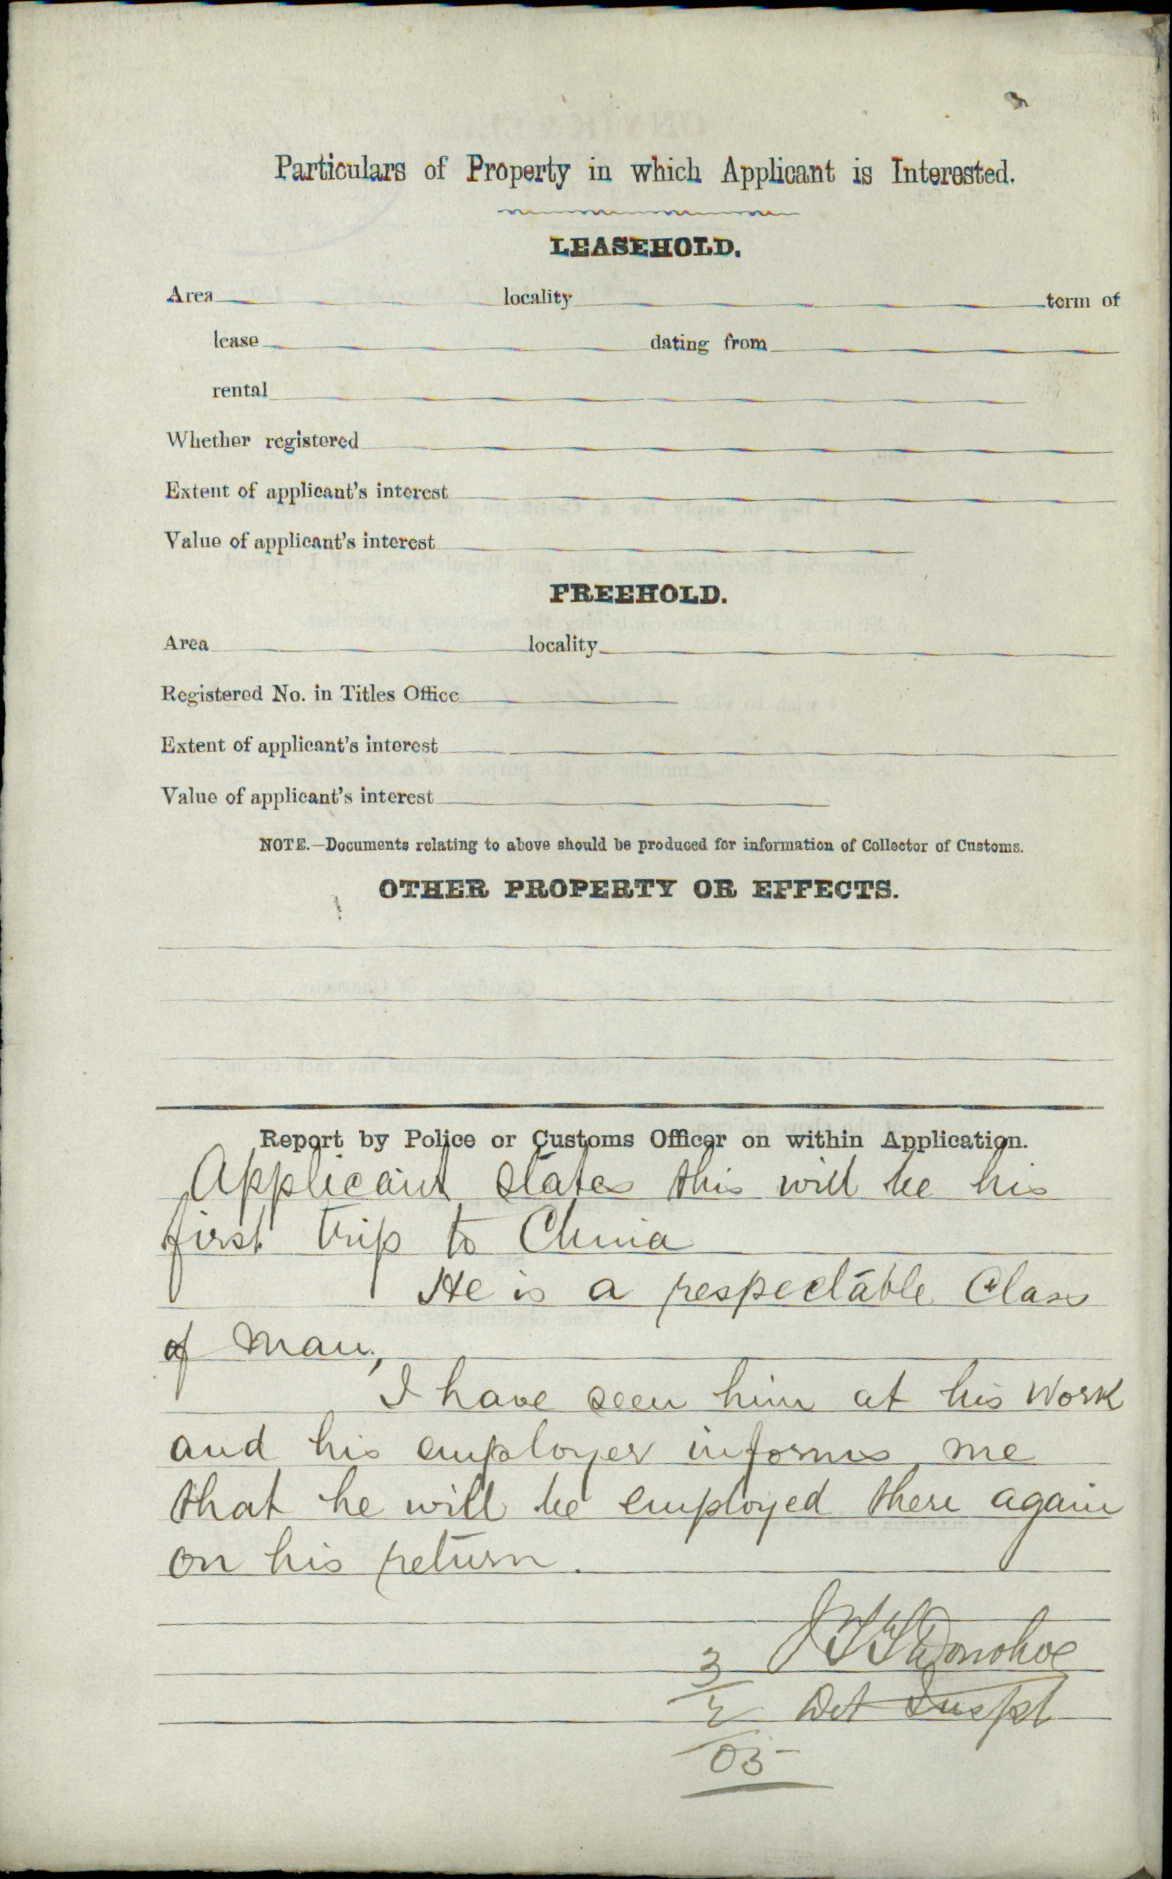 Particulars of Property in which Applicant is Interested.
LEASEHOLD.
Area locality term of
lease dating from
rental
Whether registered
Extent of applicant's interest
Value of applicant's interest
FREEHOLD.
Area locality
Registered No. in Titles Office
Extent of applicant's interest
Value of applicant's interest
NOTE.—Documents relating to above should be produced for information of Collector of Customs.
OTHER PROPERTY OR EFFECTS.
Report by Police or Customs Officer on within Application.
Applicant states this will be his
first trip to China
He is a respectable Class
of Man,
I have seen him at his Work
and his employer informs me
that he will be employed there again
on his return.
Donohoe
3
2 Det Inspt
05